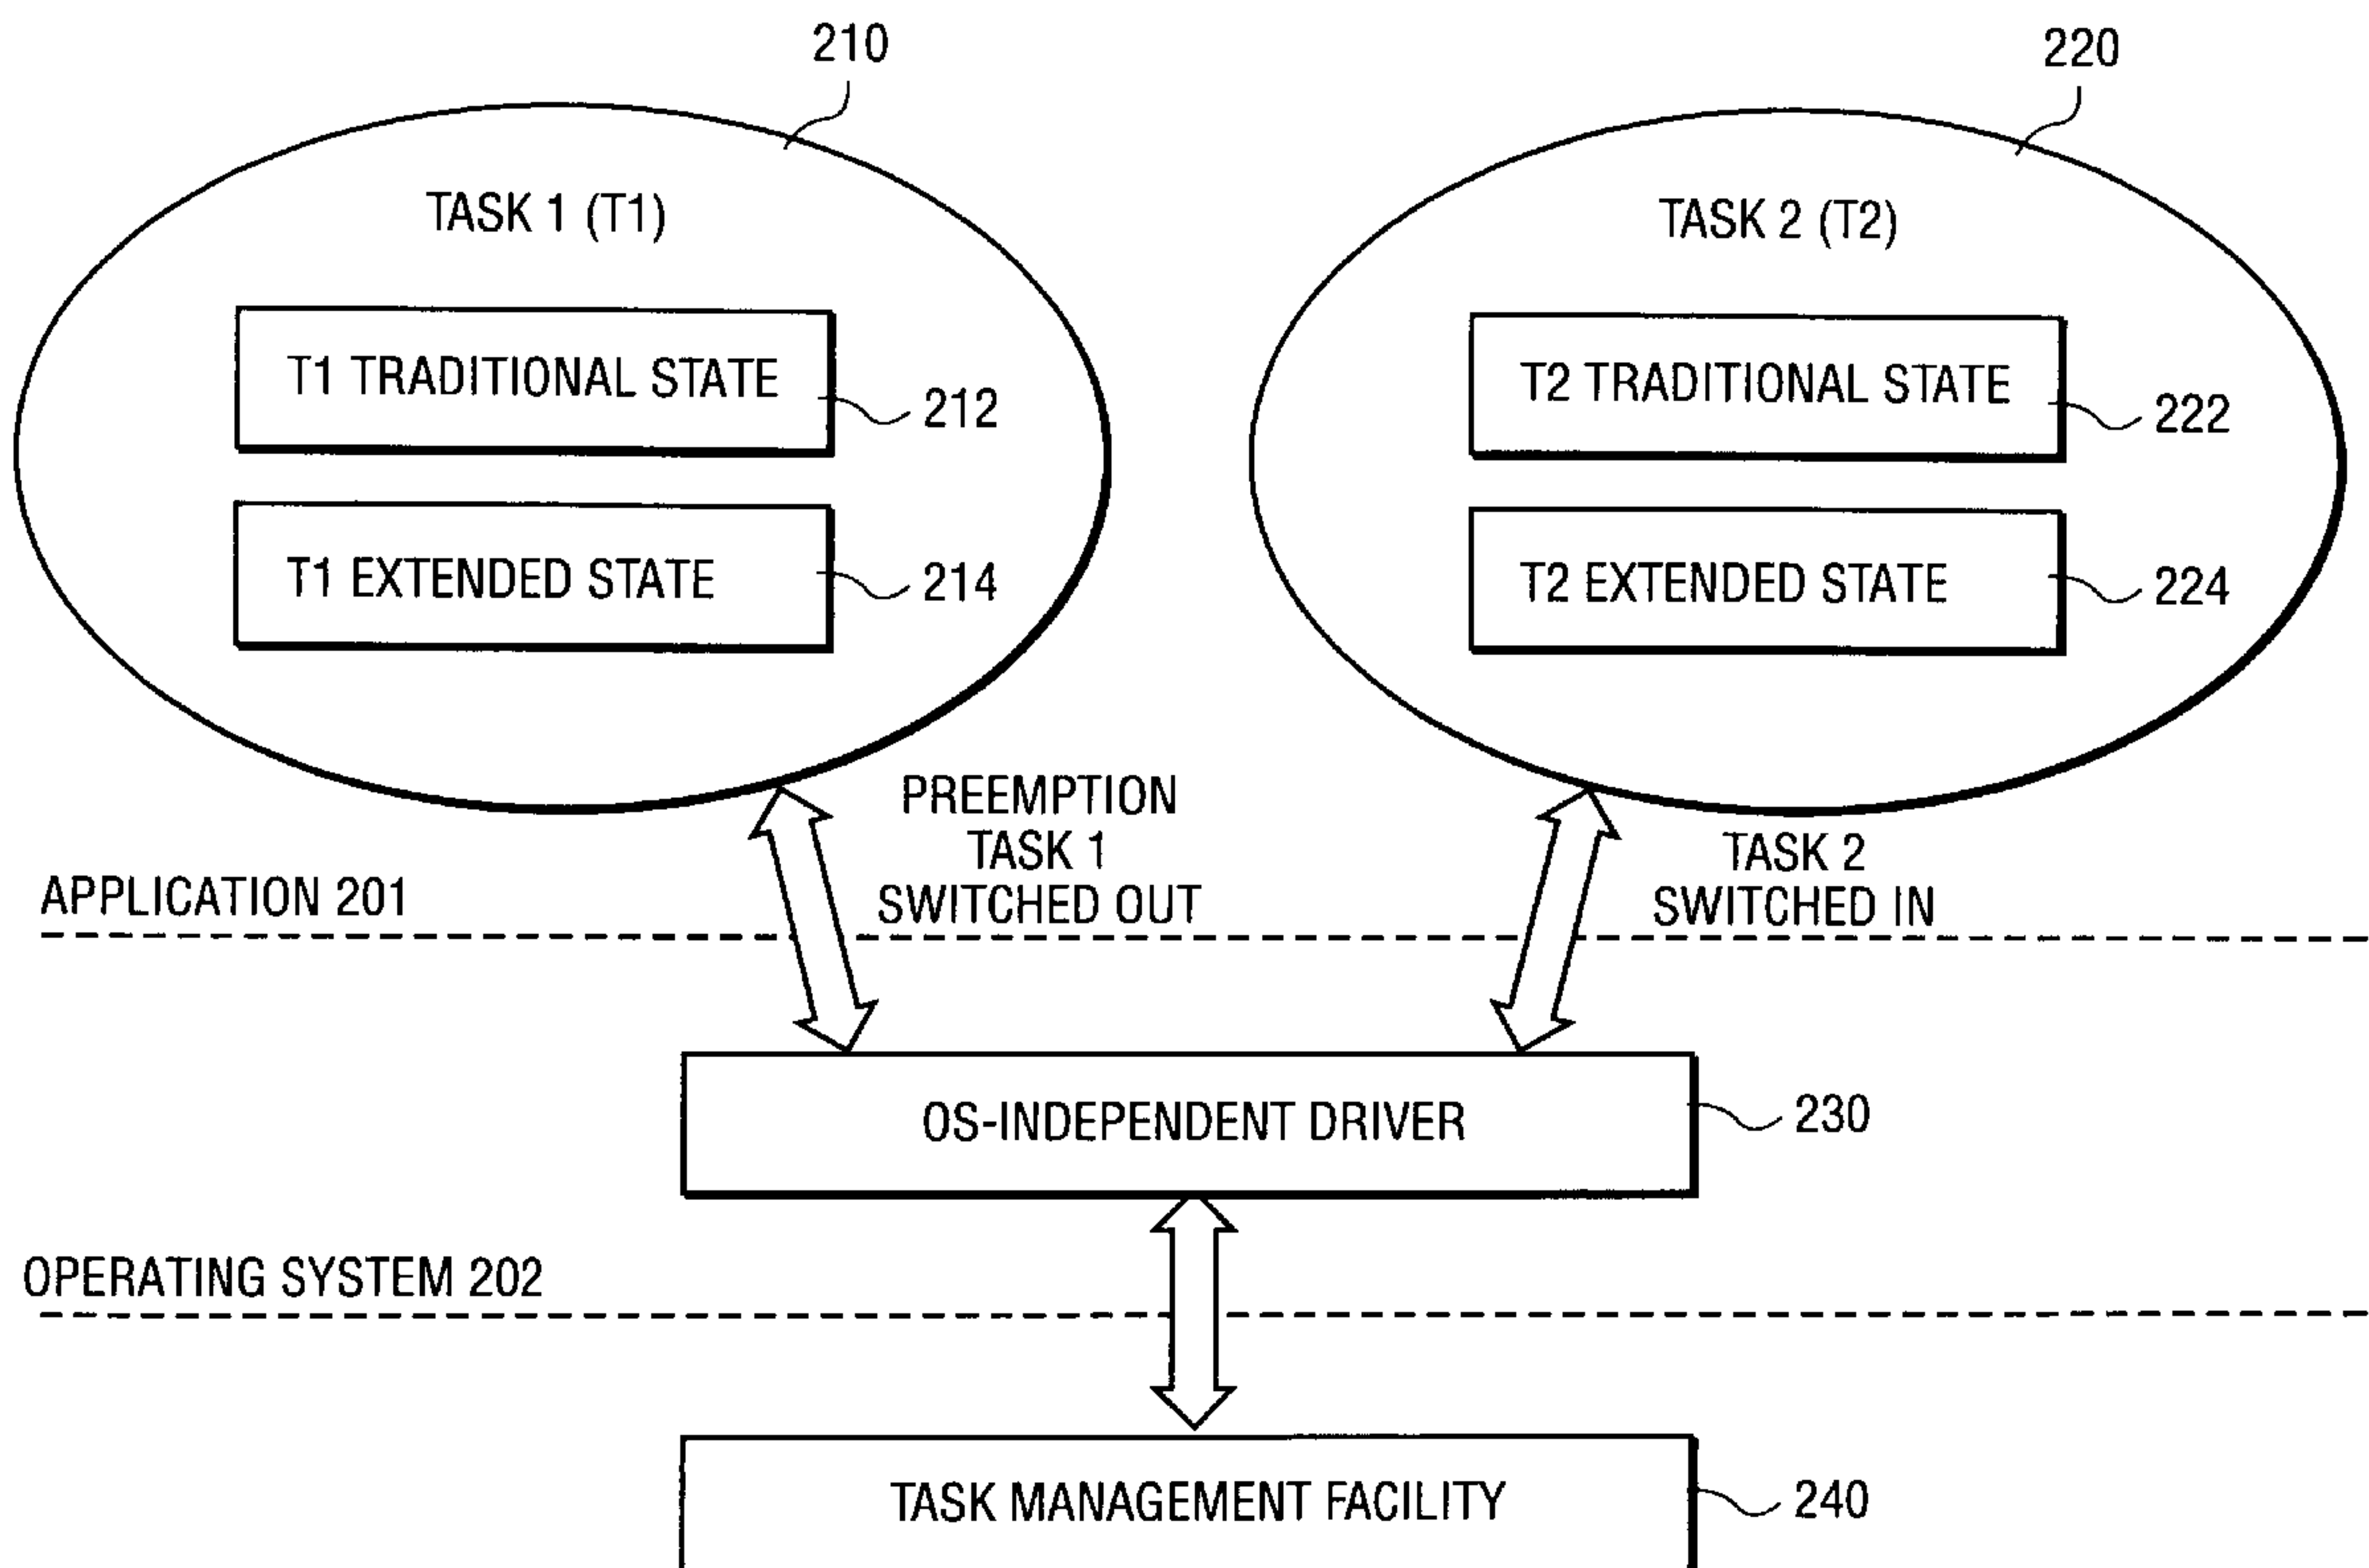 210
220
TASK 1 (T1)
TASK 2 (T2)
T1 TRADITIONAL STATE
212
T2 TRADITIONAL STATE
222
T1 EXTENDED STATE
214
T2 EXTENDED STATE
224
PREEMPTION
TASK 1
SWITCHED OUT
TASK 2
SWITCHED IN
APPLICATION 201
OS-INDEPENDENT DRIVER
230
OPERATING SYSTEM 202
TASK MANAGEMENT FACILITY
240